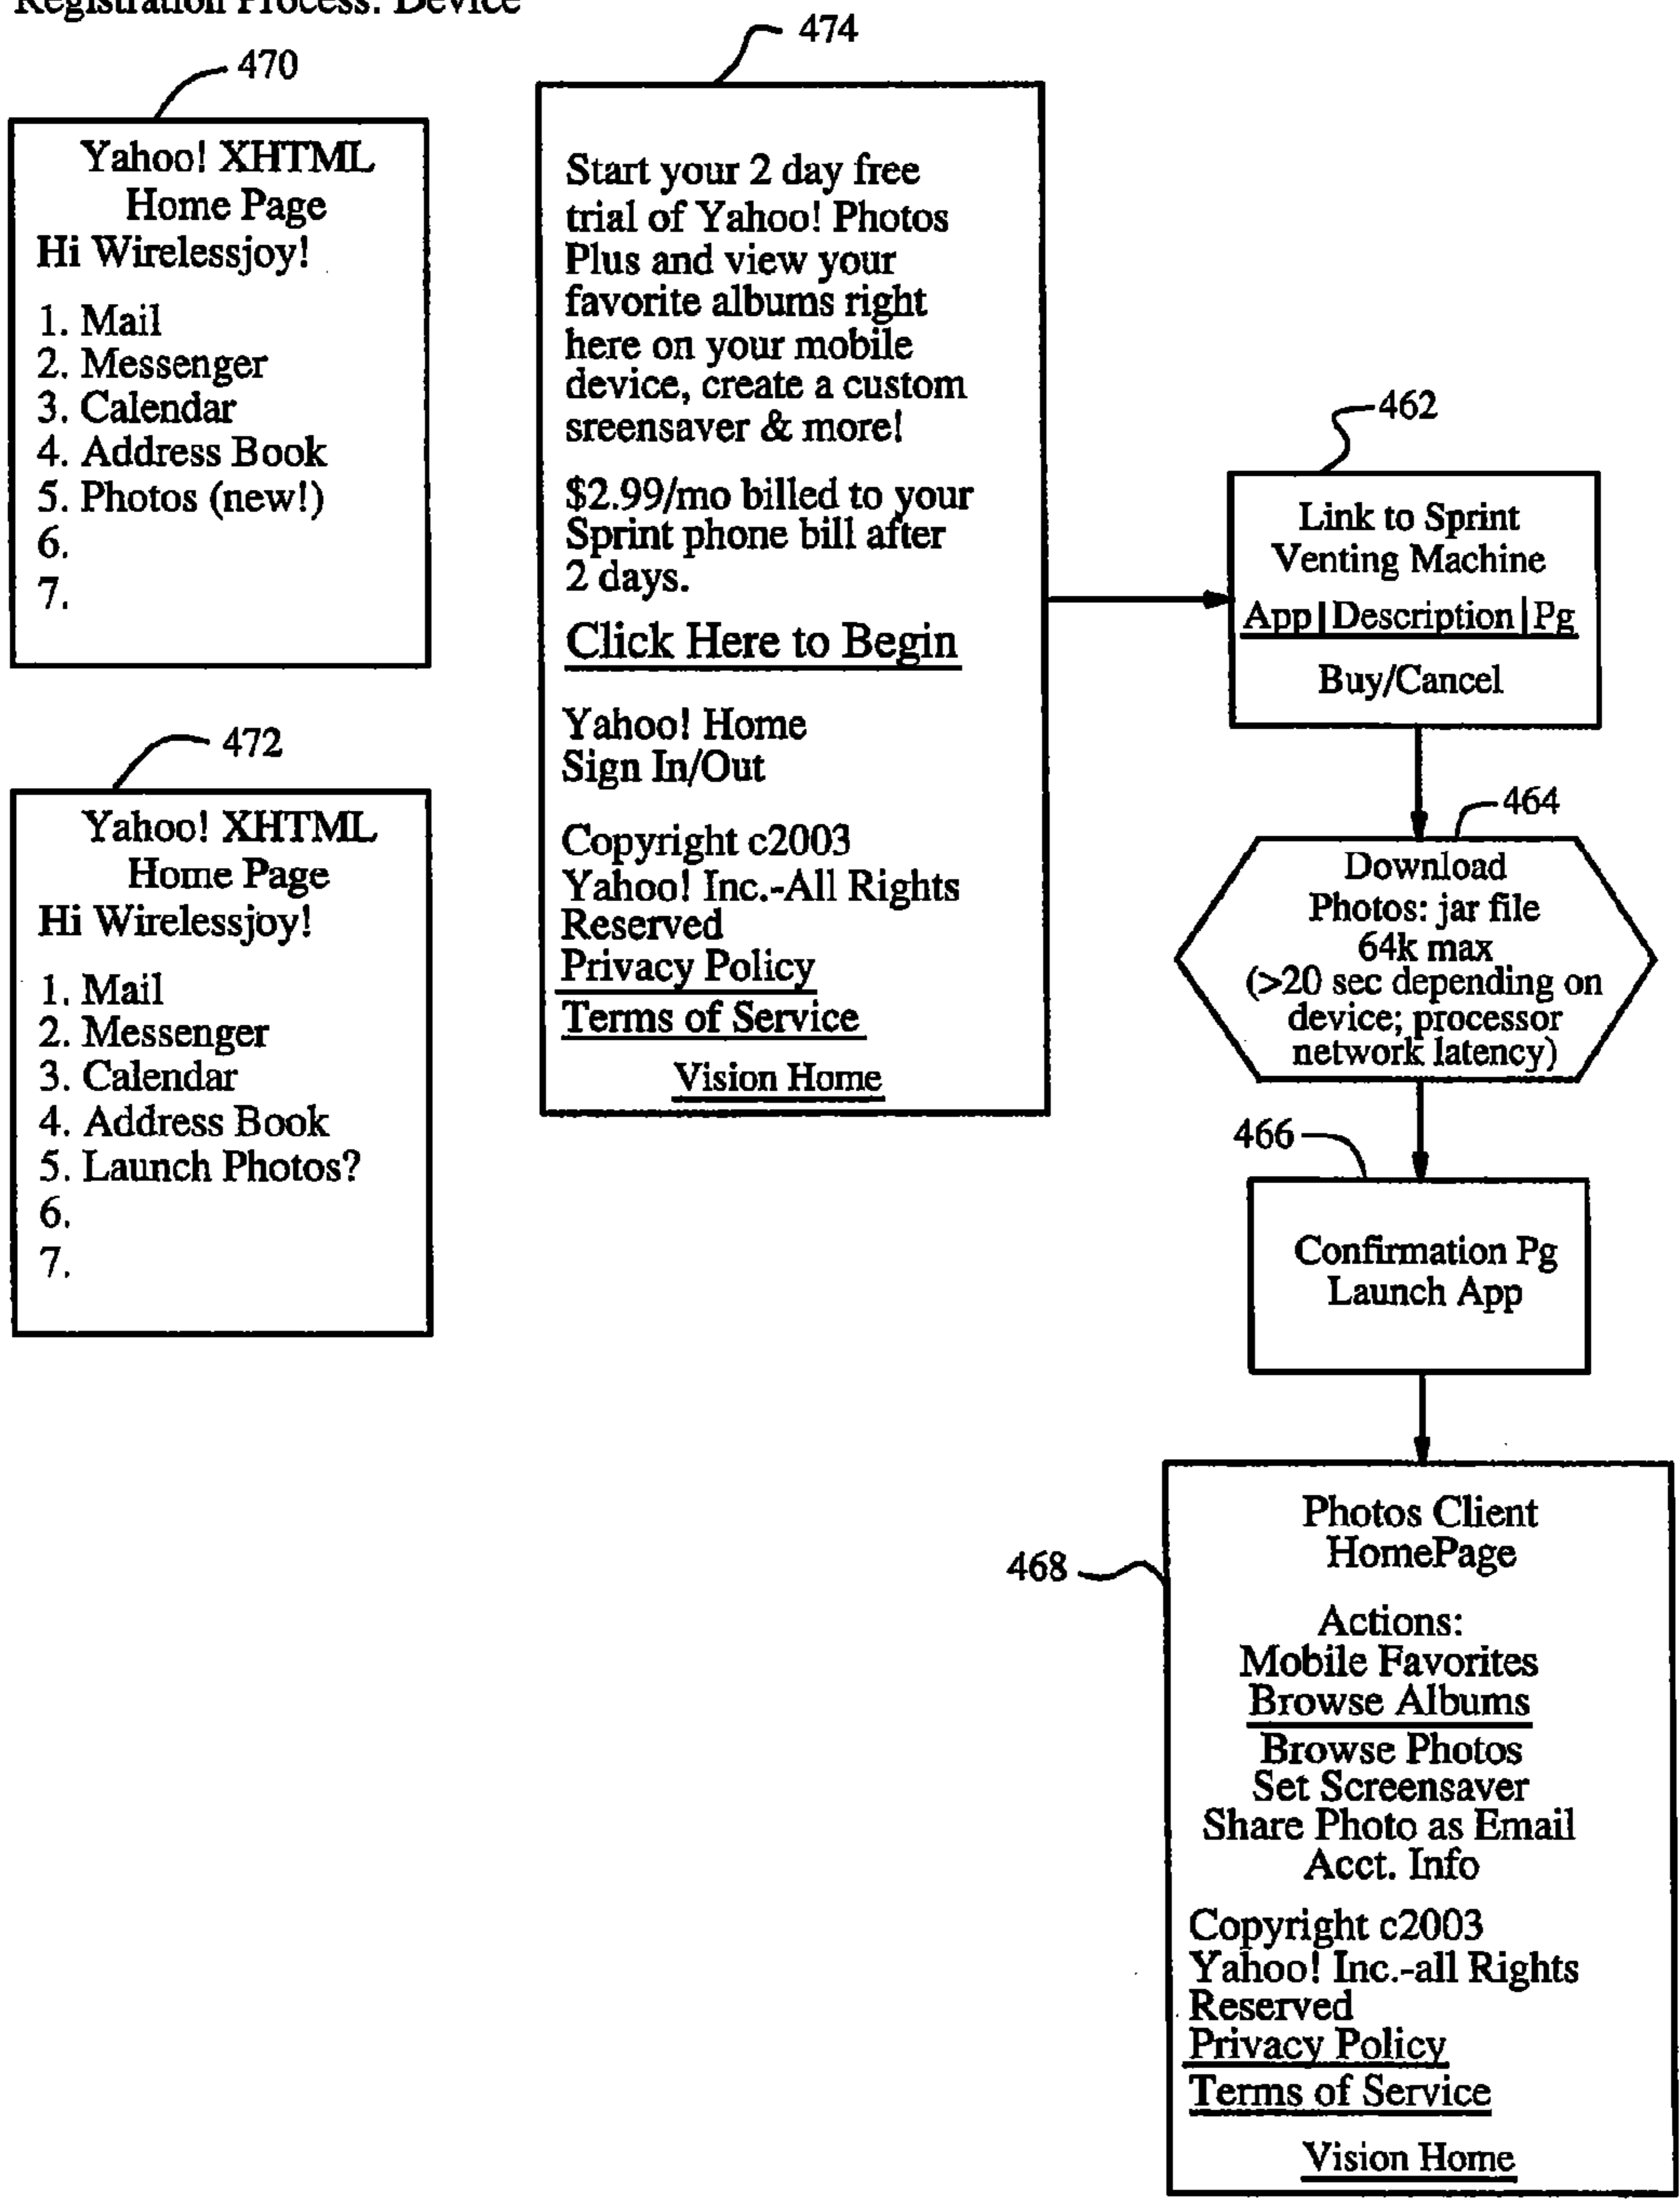 Registration Process: Device
470
Yahoo! XHTML
Home Page
Hi Wirelessjoy!
1. Mail
2. Messenger
3. Calendar
4. Address Book
5. Photos (new!)
6.
7.
472
Yahoo! XHTML
Home Page
Hi Wirelessjoy!
1. Mail
2. Messenger
3. Calendar
4. Address Book
5. Launch Photos?
6.
7.
474
Start your 2 day free
trial of Yahoo! Photos
Plus and view your
favorite albums right
here on your mobile
device, create a custom
sreensaver & more!
$2.99/mo billed to your
Sprint phone bill after
2 days.
Click Here to Begin
Yahoo! Home
Sign In/Out
Copyright c2003
Yahoo! Inc.-All Rights
Reserved
Privacy Policy
Terms of Service
Vision Home
462
Link to Sprint
Venting Machine
App|Description|Pg
Buy/Cancel
464
Download
Photos: jar file
64k max
(>20 sec depending on
device; processor
network latency)
466
Confirmation Pg
Launch App
468
Photos Client
HomePage
Actions:
Mobile Favorites
Browse Albums
Browse Photos
Set Screensaver
Share Photo as Email
Acct. Info
Copyright c2003
Yahoo! Inc.-all Rights
Reserved
Privacy Policy
Terms of Service
Vision Home